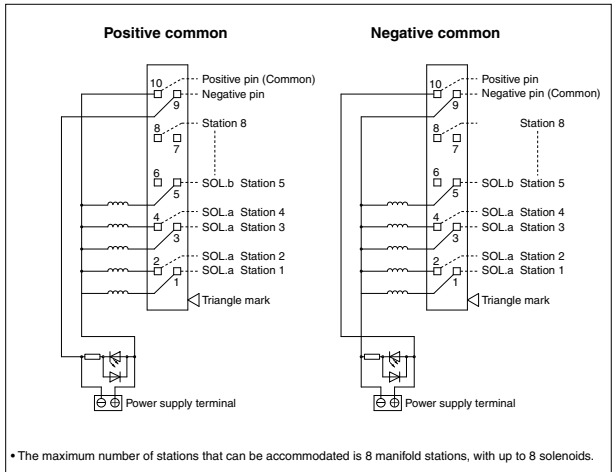 Positive common
10
Positive pin (Common)
Negative pin
9
8
Station 8
7
6
SOL.b Station 5
5
SOL.a Station 4
4
SOL.a Station 3
3
SOL.a Station 2
2
SOL.a Station 1
1
Triangle mark
⊖ ⊕ Power supply terminal
Negative common
10
Positive pin
Negative pin (Common)
9
8
Station 8
7
6
SOL.b Station 5
5
SOL.a Station 4
4
SOL.a Station 3
3
SOL.a Station 2
2
SOL.a Station 1
1
Triangle mark
⊖ ⊕ Power supply terminal
• The maximum number of stations that can be accommodated is 8 manifold stations, with up to 8 solenoids.